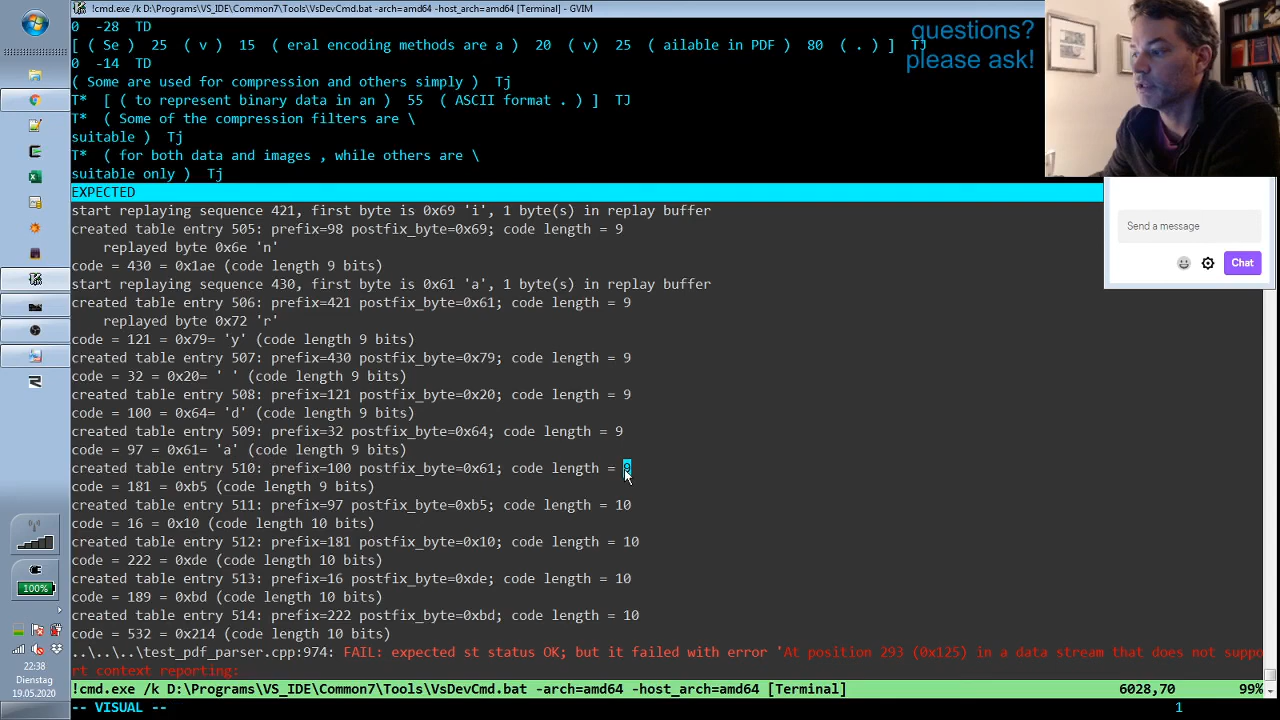 !cmd.exe /k D:\Programs\VS_IDE\Common7\Tools\VsDevCmd.bat -arch=amd64 -host_arch=amd64 [Terminal] - GVIM
0  -28  TD
[ ( Se )  25  ( v )  15  ( eral encoding methods are a )  20  ( v)  25  ( ailable in PDF )  80  ( . ) ]  Tj
0  -14  TD
( Some are used for compression and others simply )  Tj
T*  [ ( to represent binary data in an )  55  ( ASCII format . ) ]  TJ
T*  ( Some of the compression filters are \
suitable )  Tj
T*  ( for both data and images , while others are \
suitable only )  Tj
questions?
please ask!
EXPECTED
start replaying sequence 421, first byte is 0x69 'i', 1 byte(s) in replay buffer
created table entry 505: prefix=98 postfix_byte=0x69; code length = 9
    replayed byte 0x6e 'n'
code = 430 = 0x1ae (code length 9 bits)
start replaying sequence 430, first byte is 0x61 'a', 1 byte(s) in replay buffer
created table entry 506: prefix=421 postfix_byte=0x61; code length = 9
    replayed byte 0x72 'r'
code = 121 = 0x79= 'y' (code length 9 bits)
created table entry 507: prefix=430 postfix_byte=0x79; code length = 9
code = 32 = 0x20= ' ' (code length 9 bits)
created table entry 508: prefix=121 postfix_byte=0x20; code length = 9
code = 100 = 0x64= 'd' (code length 9 bits)
created table entry 509: prefix=32 postfix_byte=0x64; code length = 9
code = 97 = 0x61= 'a' (code length 9 bits)
created table entry 510: prefix=100 postfix_byte=0x61; code length = 9
code = 181 = 0xb5 (code length 9 bits)
created table entry 511: prefix=97 postfix_byte=0xb5; code length = 10
code = 16 = 0x10 (code length 10 bits)
created table entry 512: prefix=181 postfix_byte=0x10; code length = 10
code = 222 = 0xde (code length 10 bits)
created table entry 513: prefix=16 postfix_byte=0xde; code length = 10
code = 189 = 0xbd (code length 10 bits)
created table entry 514: prefix=222 postfix_byte=0xbd; code length = 10
code = 532 = 0x214 (code length 10 bits)
..\..\..\test_pdf_parser.cpp:974: FAIL: expected st status OK; but it failed with error 'At position 293 (0x125) in a data stream that does not suppo
rt context reporting:
!cmd.exe /k D:\Programs\VS_IDE\Common7\Tools\VsDevCmd.bat -arch=amd64 -host_arch=amd64 [Terminal]    6028,70    99%
-- VISUAL --    1
Send a message
Chat
100%
22:38
Dienstag
19.05.2020